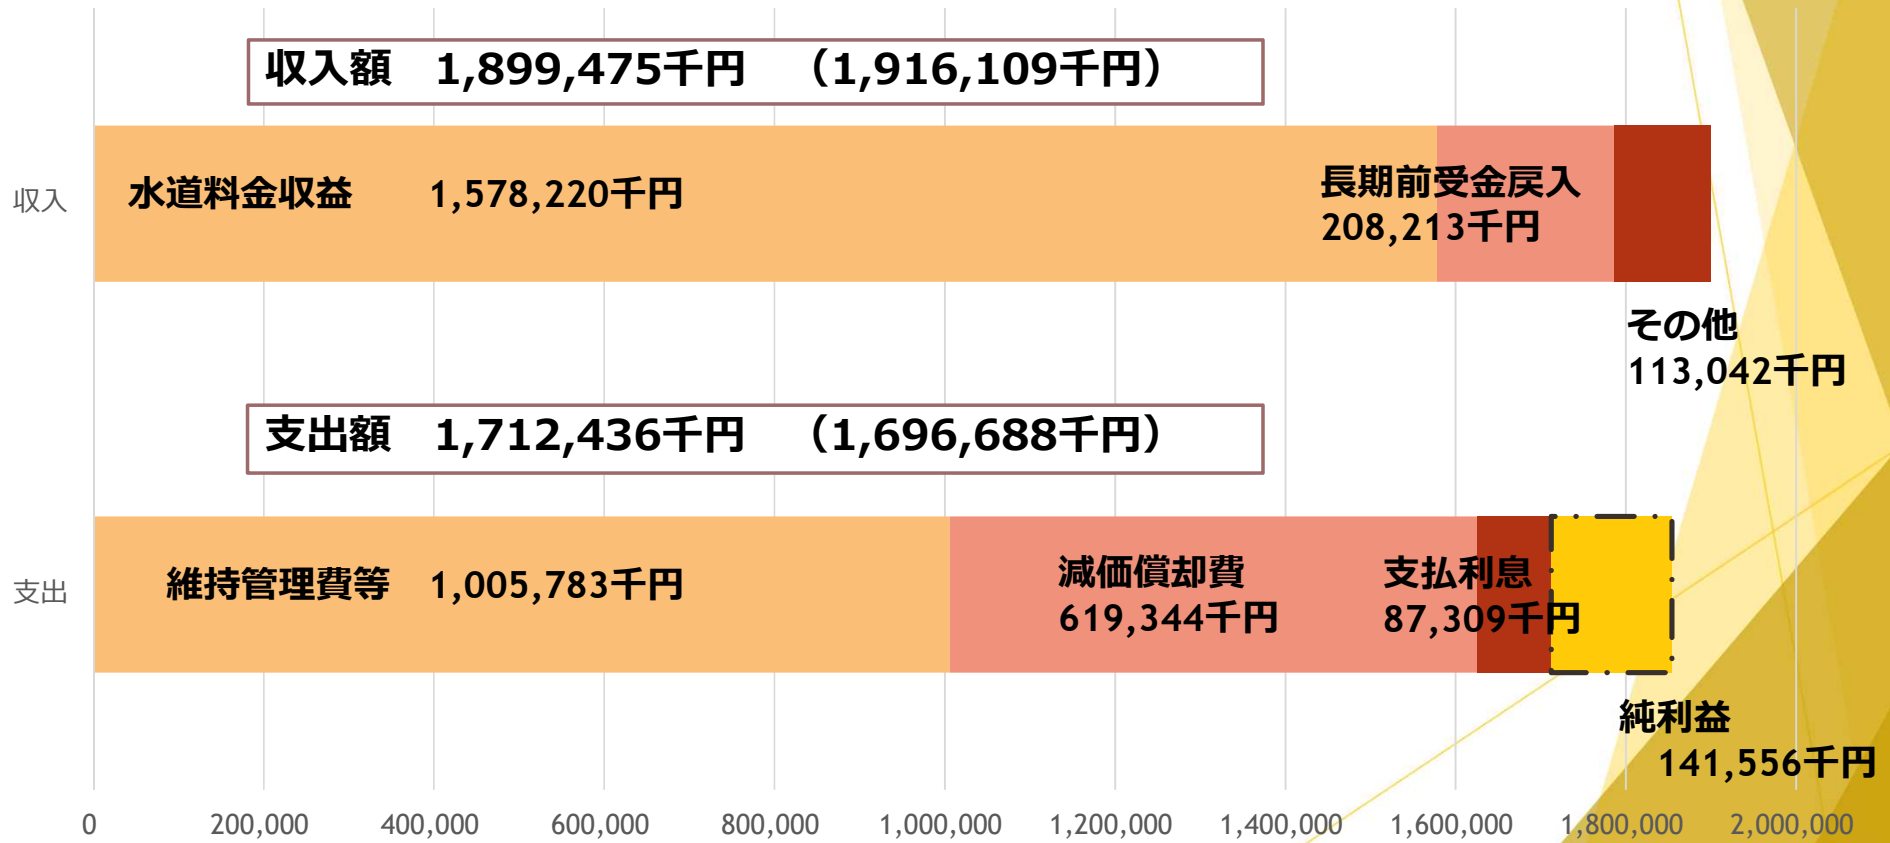 収入額　1,899,475千円　（1,916,109千円）
収入
水道料金収益　1,578,220千円
長期前受金戻入
208,213千円
その他
113,042千円
支出額　1,712,436千円　（1,696,688千円）
支出
維持管理費等　1,005,783千円
減価償却費
619,344千円
支払利息
87,309千円
純利益
141,556千円
0 200,000 400,000 600,000 800,000 1,000,000 1,200,000 1,400,000 1,600,000 1,800,000 2,000,000